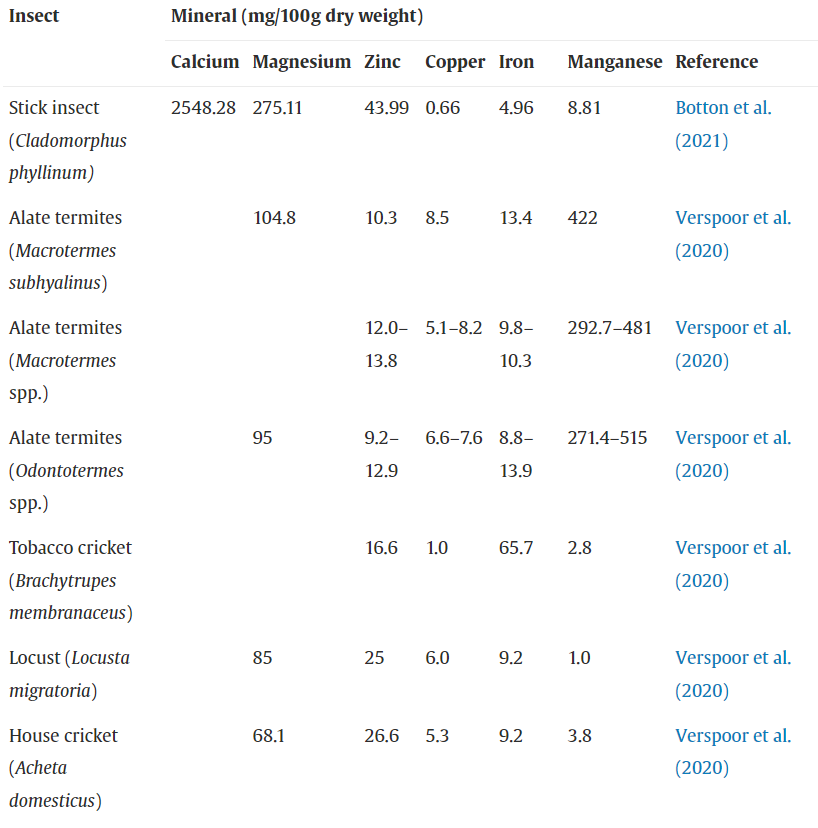 Insect Mineral (mg/100g dry weight)
Calcium Magnesium Zinc Copper Iron Manganese Reference
Stick insect 2548.28 275.11 43.99 0.66 4.96 8.81 Botton et al.
(Cladomorphus (2021)
phyllinum)
Alate termites 104.8 10.3 8.5 13.4 422 Verspoor et al.
(Macrotermes (2020)
subhyalinus)
Alate termites 12.0– 5.1–8.2 9.8– 292.7–481 Verspoor et al.
(Macrotermes 13.8 10.3 (2020)
spp.)
Alate termites 95 9.2– 6.6–7.6 8.8– 271.4–515 Verspoor et al.
(Odontotermes 12.9 13.9 (2020)
spp.)
Tobacco cricket 16.6 1.0 65.7 2.8 Verspoor et al.
(Brachytrupes (2020)
membranaceus)
Locust (Locusta 85 25 6.0 9.2 1.0 Verspoor et al.
migratoria) (2020)
House cricket 68.1 26.6 5.3 9.2 3.8 Verspoor et al.
(Acheta (2020)
domesticus)